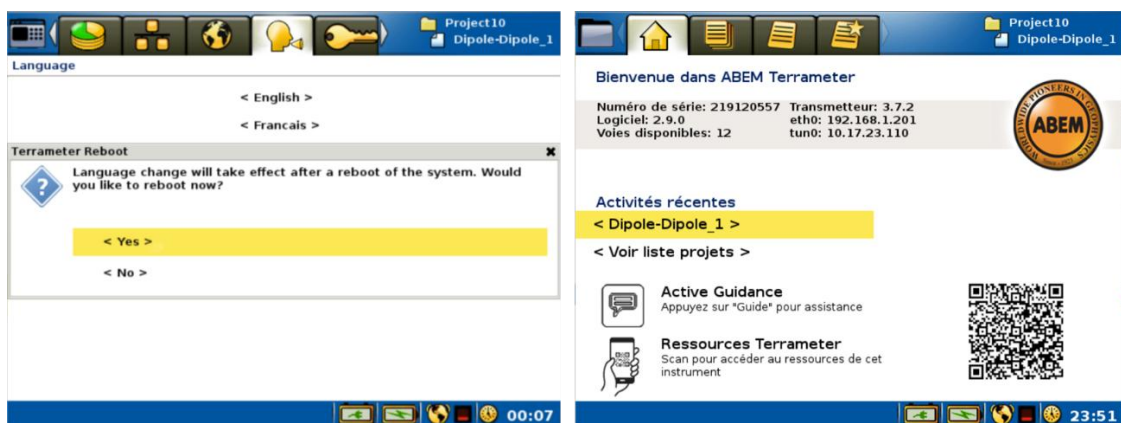 Project10
Dipole-Dipole_1
Language
< English >
< Francais >
Terrameter Reboot
Language change will take effect after a reboot of the system. Would
you like to reboot now?
< Yes >
< No >
00:07
Project10
Dipole-Dipole_1
Bienvenue dans ABEM Terrameter
Numéro de série: 219120557 Transmetteur: 3.7.2
Logiciel: 2.9.0 eth0: 192.168.1.201
Voies disponibles: 12 tun0: 10.17.23.110
WORLDWIDE PIONEERS IN GEOPHYSICS
ABEM
Activités récentes
< Dipole-Dipole_1 >
< Voir liste projets >
Active Guidance
Appuyez sur "Guide" pour assistance
Ressources Terrameter
Scan pour accéder au ressources de cet
instrument
23:51